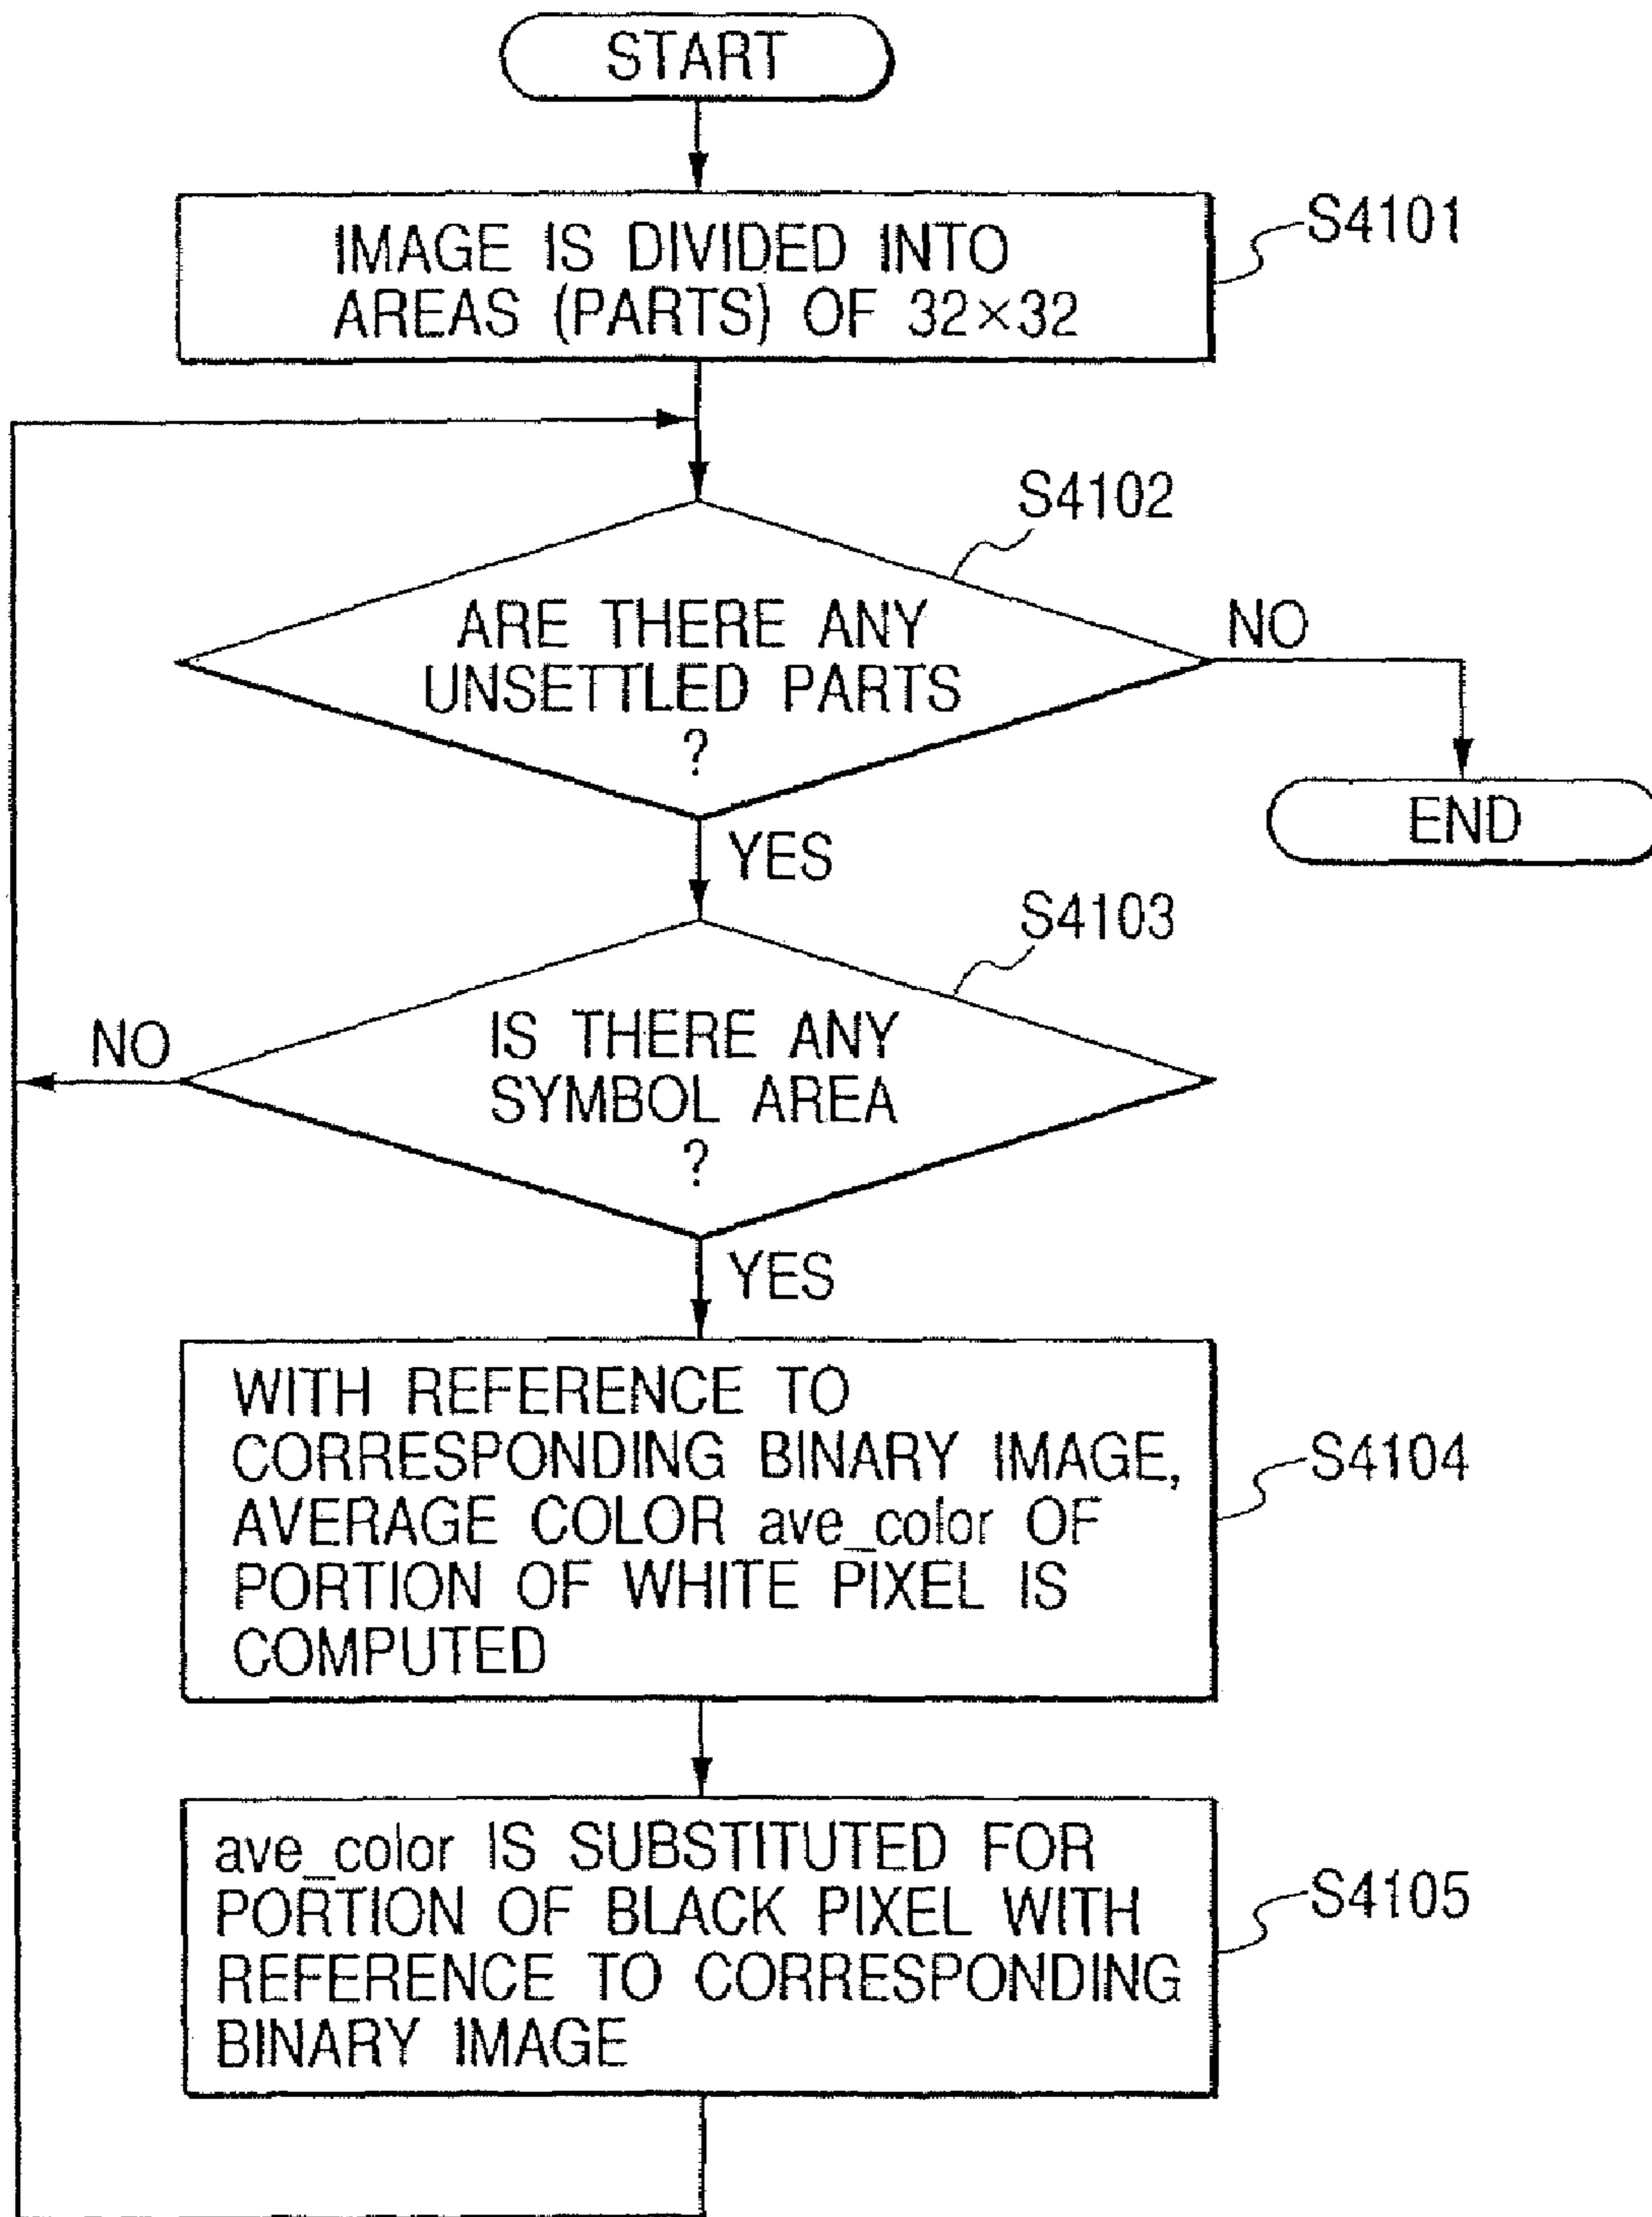 START
IMAGE IS DIVIDED INTO
AREAS (PARTS) OF 32×32
S4101
S4102
ARE THERE ANY
UNSETTLED PARTS
?
NO
END
YES
S4103
IS THERE ANY
SYMBOL AREA
?
NO
YES
WITH REFERENCE TO
CORRESPONDING BINARY IMAGE,
AVERAGE COLOR ave_color OF
PORTION OF WHITE PIXEL IS
COMPUTED
S4104
ave_color IS SUBSTITUTED FOR
PORTION OF BLACK PIXEL WITH
REFERENCE TO CORRESPONDING
BINARY IMAGE
S4105